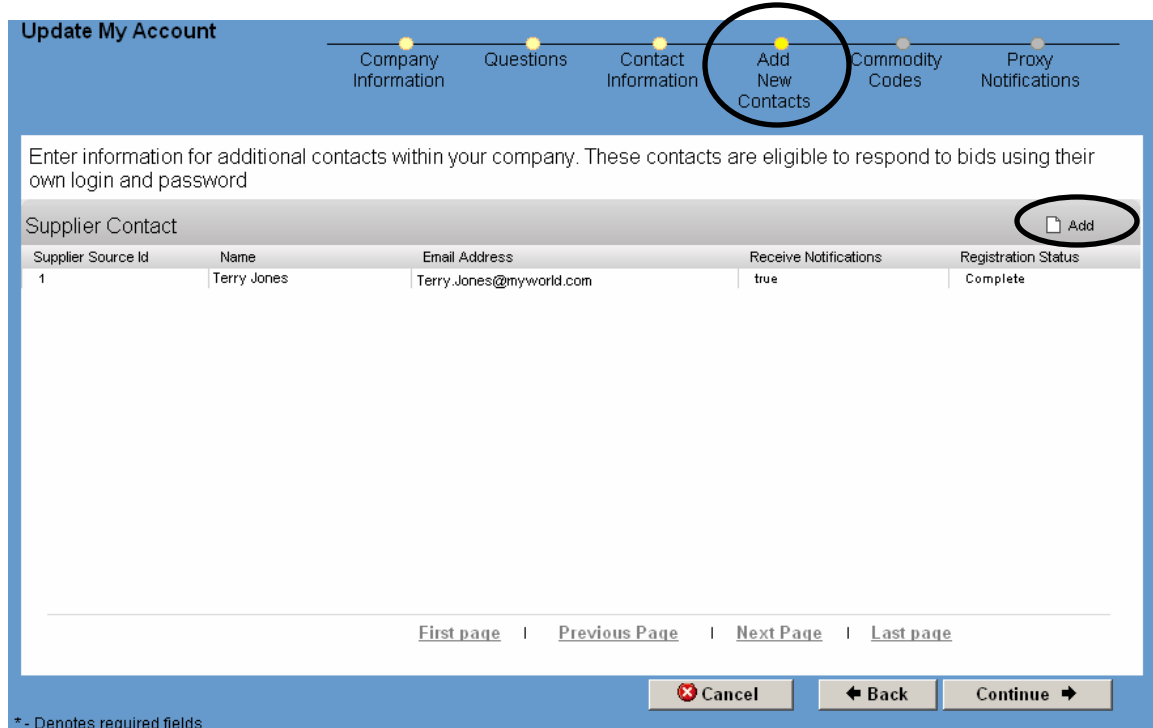 Update My Account
Company Information
Questions
Contact Information
Add New Contacts
Commodity Codes
Proxy Notifications
Enter information for additional contacts within your company. These contacts are eligible to respond to bids using their
own login and password
Supplier Contact Add
Supplier Source Id Name Email Address Receive Notifications Registration Status
1 Terry Jones Terry.Jones@myworld.com true Complete
First page | Previous Page | Next Page | Last page
Cancel Back Continue
* - Denotes required fields